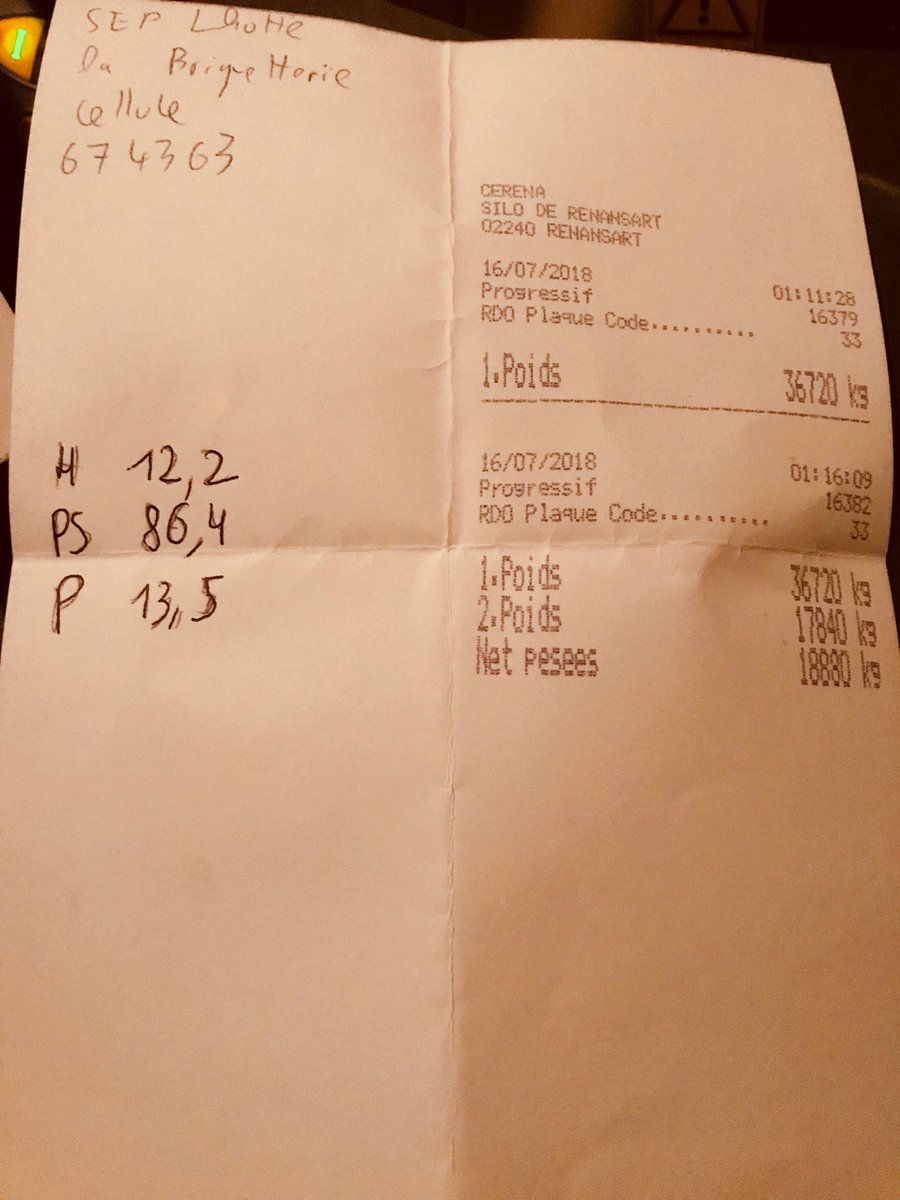 SEP Lhotte
la Briquetterie
Cellule
674363
CERENA
SILO DE RENANSART
02240 RENANSART
16/07/2018 01:11:28
Progressif 16379
RDO Plaque Code.......... 33
1.Poids 36720 kg
16/07/2018 01:16:09
Progressif 16382
RDO Plaque Code.......... 33
1.Poids 36720 kg
2.Poids 17840 kg
Net pesees 18880 kg
H 12,2
PS 86,4
P 13,5